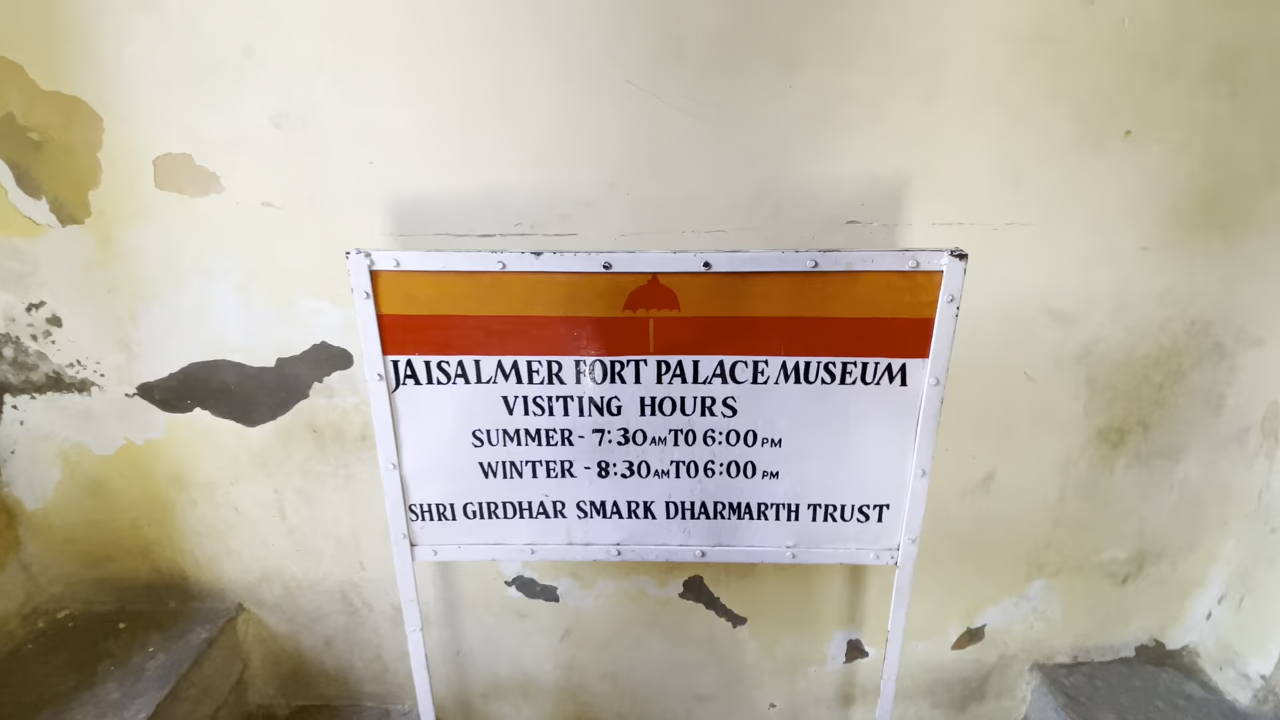 JAISALMER FORT PALACE MUSEUM
VISITING HOURS
SUMMER - 7:30 AM TO 6:00 PM
WINTER - 8:30 AM TO 6:00 PM
SHRI GIRDHAR SMARK DHARMARTH TRUST